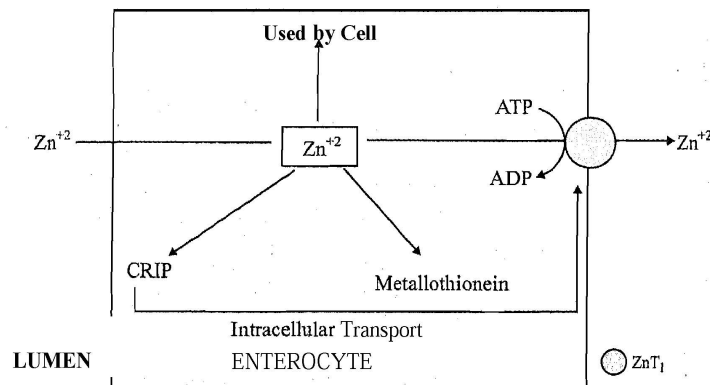 Used by Cell
ATP
Zn+2
Zn+2
Zn+2
ADP
CRIP
Metallothionein
Intracellular Transport
LUMEN
ENTEROCYTE
ZnT1